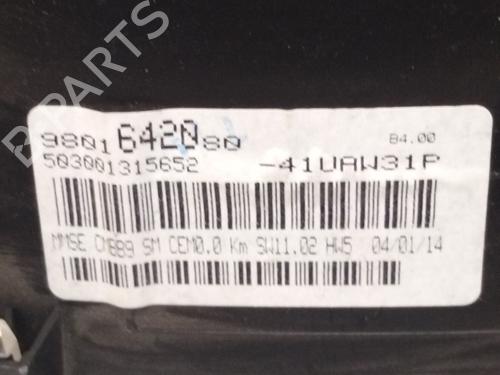 B-PARTS
9801 6420 80
84.00
503001315652
-41UAW31P
MMSE CMB89 SM CEM0.0 Km SW11.02 HW5 04/01/14